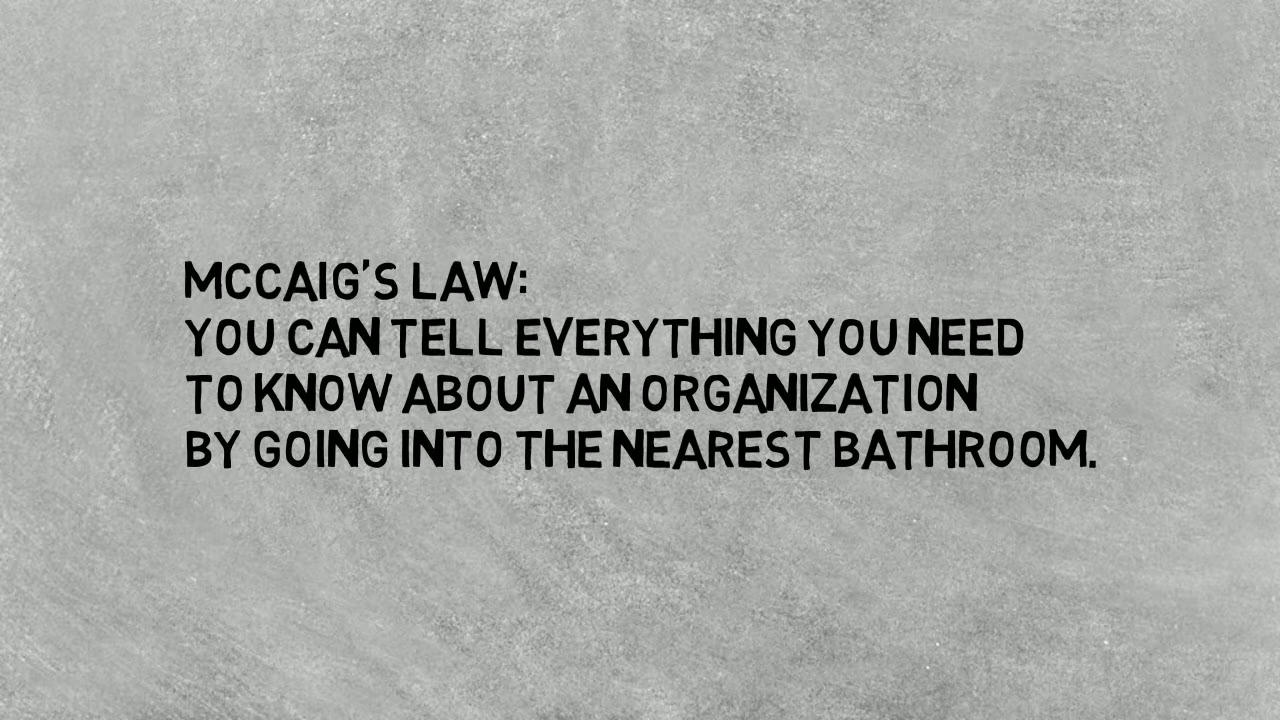 MCCAIG'S LAW:
YOU CAN TELL EVERYTHING YOU NEED
TO KNOW ABOUT AN ORGANIZATION
BY GOING INTO THE NEAREST BATHROOM.